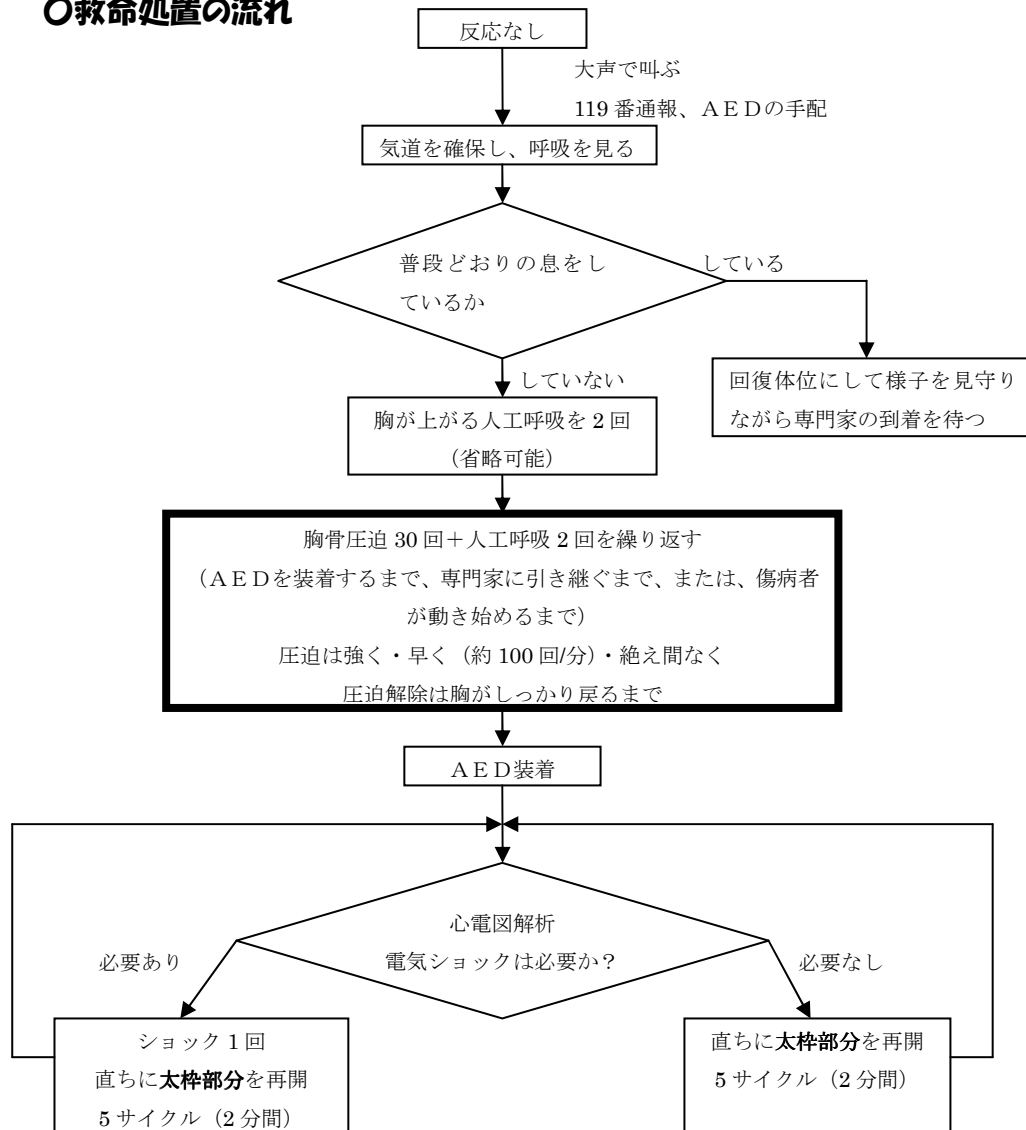 〇救命処置の流れ
反応なし
大声で叫ぶ
119 番通報、ＡＥＤの手配
気道を確保し、呼吸を見る
普段どおりの息をし
ているか
している
していない
回復体位にして様子を見守り
ながら専門家の到着を待つ
胸が上がる人工呼吸を 2 回
（省略可能）
胸骨圧迫 30 回＋人工呼吸 2 回を繰り返す
（ＡＥＤを装着するまで、専門家に引き継ぐまで、または、傷病者
が動き始めるまで）
圧迫は強く・早く（約 100 回/分）・絶え間なく
圧迫解除は胸がしっかり戻るまで
ＡＥＤ装着
心電図解析
電気ショックは必要か？
必要あり
必要なし
ショック 1 回
直ちに太枠部分を再開
5 サイクル（2 分間）
直ちに太枠部分を再開
5 サイクル（2 分間）